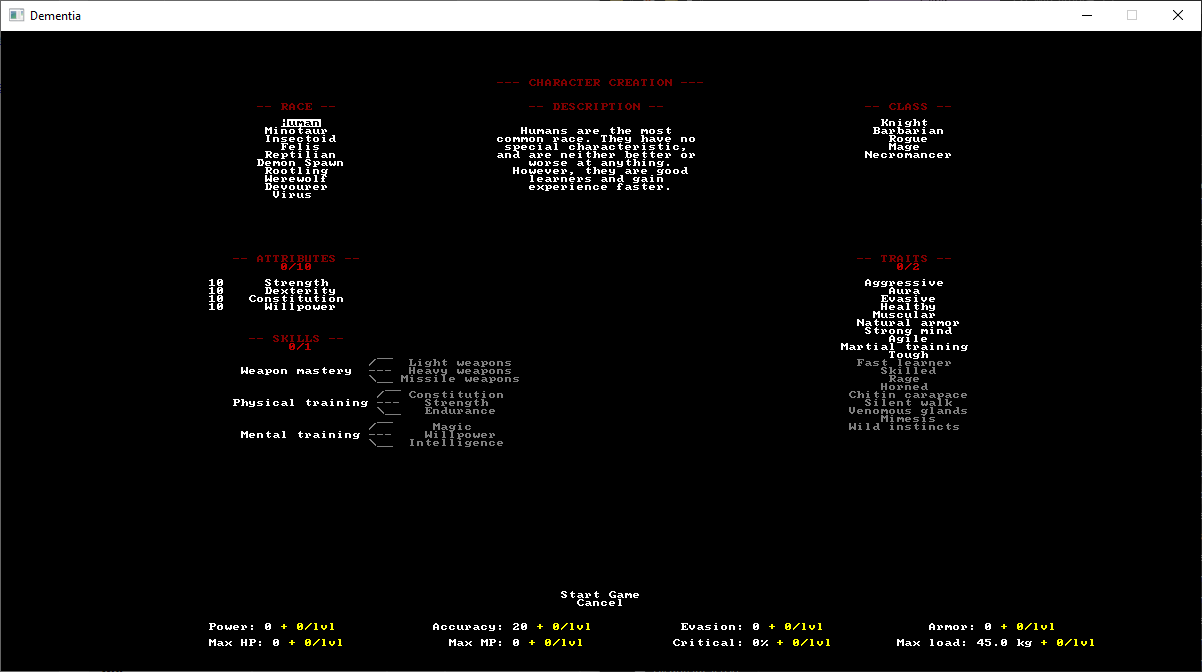 Dementia
--- CHARACTER CREATION ---
-- RACE --
Human
Minotaur
Insectoid
Felis
Reptilian
Demon Spawn
Rootling
Werewolf
Devourer
Virus
-- DESCRIPTION --
Humans are the most
common race. They have no
special characteristic,
and are neither better or
worse at anything.
However, they are good
learners and gain
experience faster.
-- CLASS --
Knight
Barbarian
Rogue
Mage
Necromancer
-- ATTRIBUTES --
0/10
10 Strength
10 Dexterity
10 Constitution
10 Willpower
-- SKILLS --
0/1
Weapon mastery
Light weapons
Heavy weapons
Missile weapons
Physical training
Constitution
Strength
Endurance
Mental training
Magic
Willpower
Intelligence
-- TRAITS --
0/2
Aggressive
Aura
Evasive
Healthy
Muscular
Natural armor
Strong mind
Agile
Martial training
Tough
Fast learner
Skilled
Rage
Horned
Chitin carapace
Silent walk
Venomous glands
Mimesis
Wild instincts
Start Game
Cancel
Power: 0 + 0/lvl Accuracy: 20 + 0/lvl Evasion: 0 + 0/lvl Armor: 0 + 0/lvl
Max HP: 0 + 0/lvl Max MP: 0 + 0/lvl Critical: 0% + 0/lvl Max load: 45.0 kg + 0/lvl